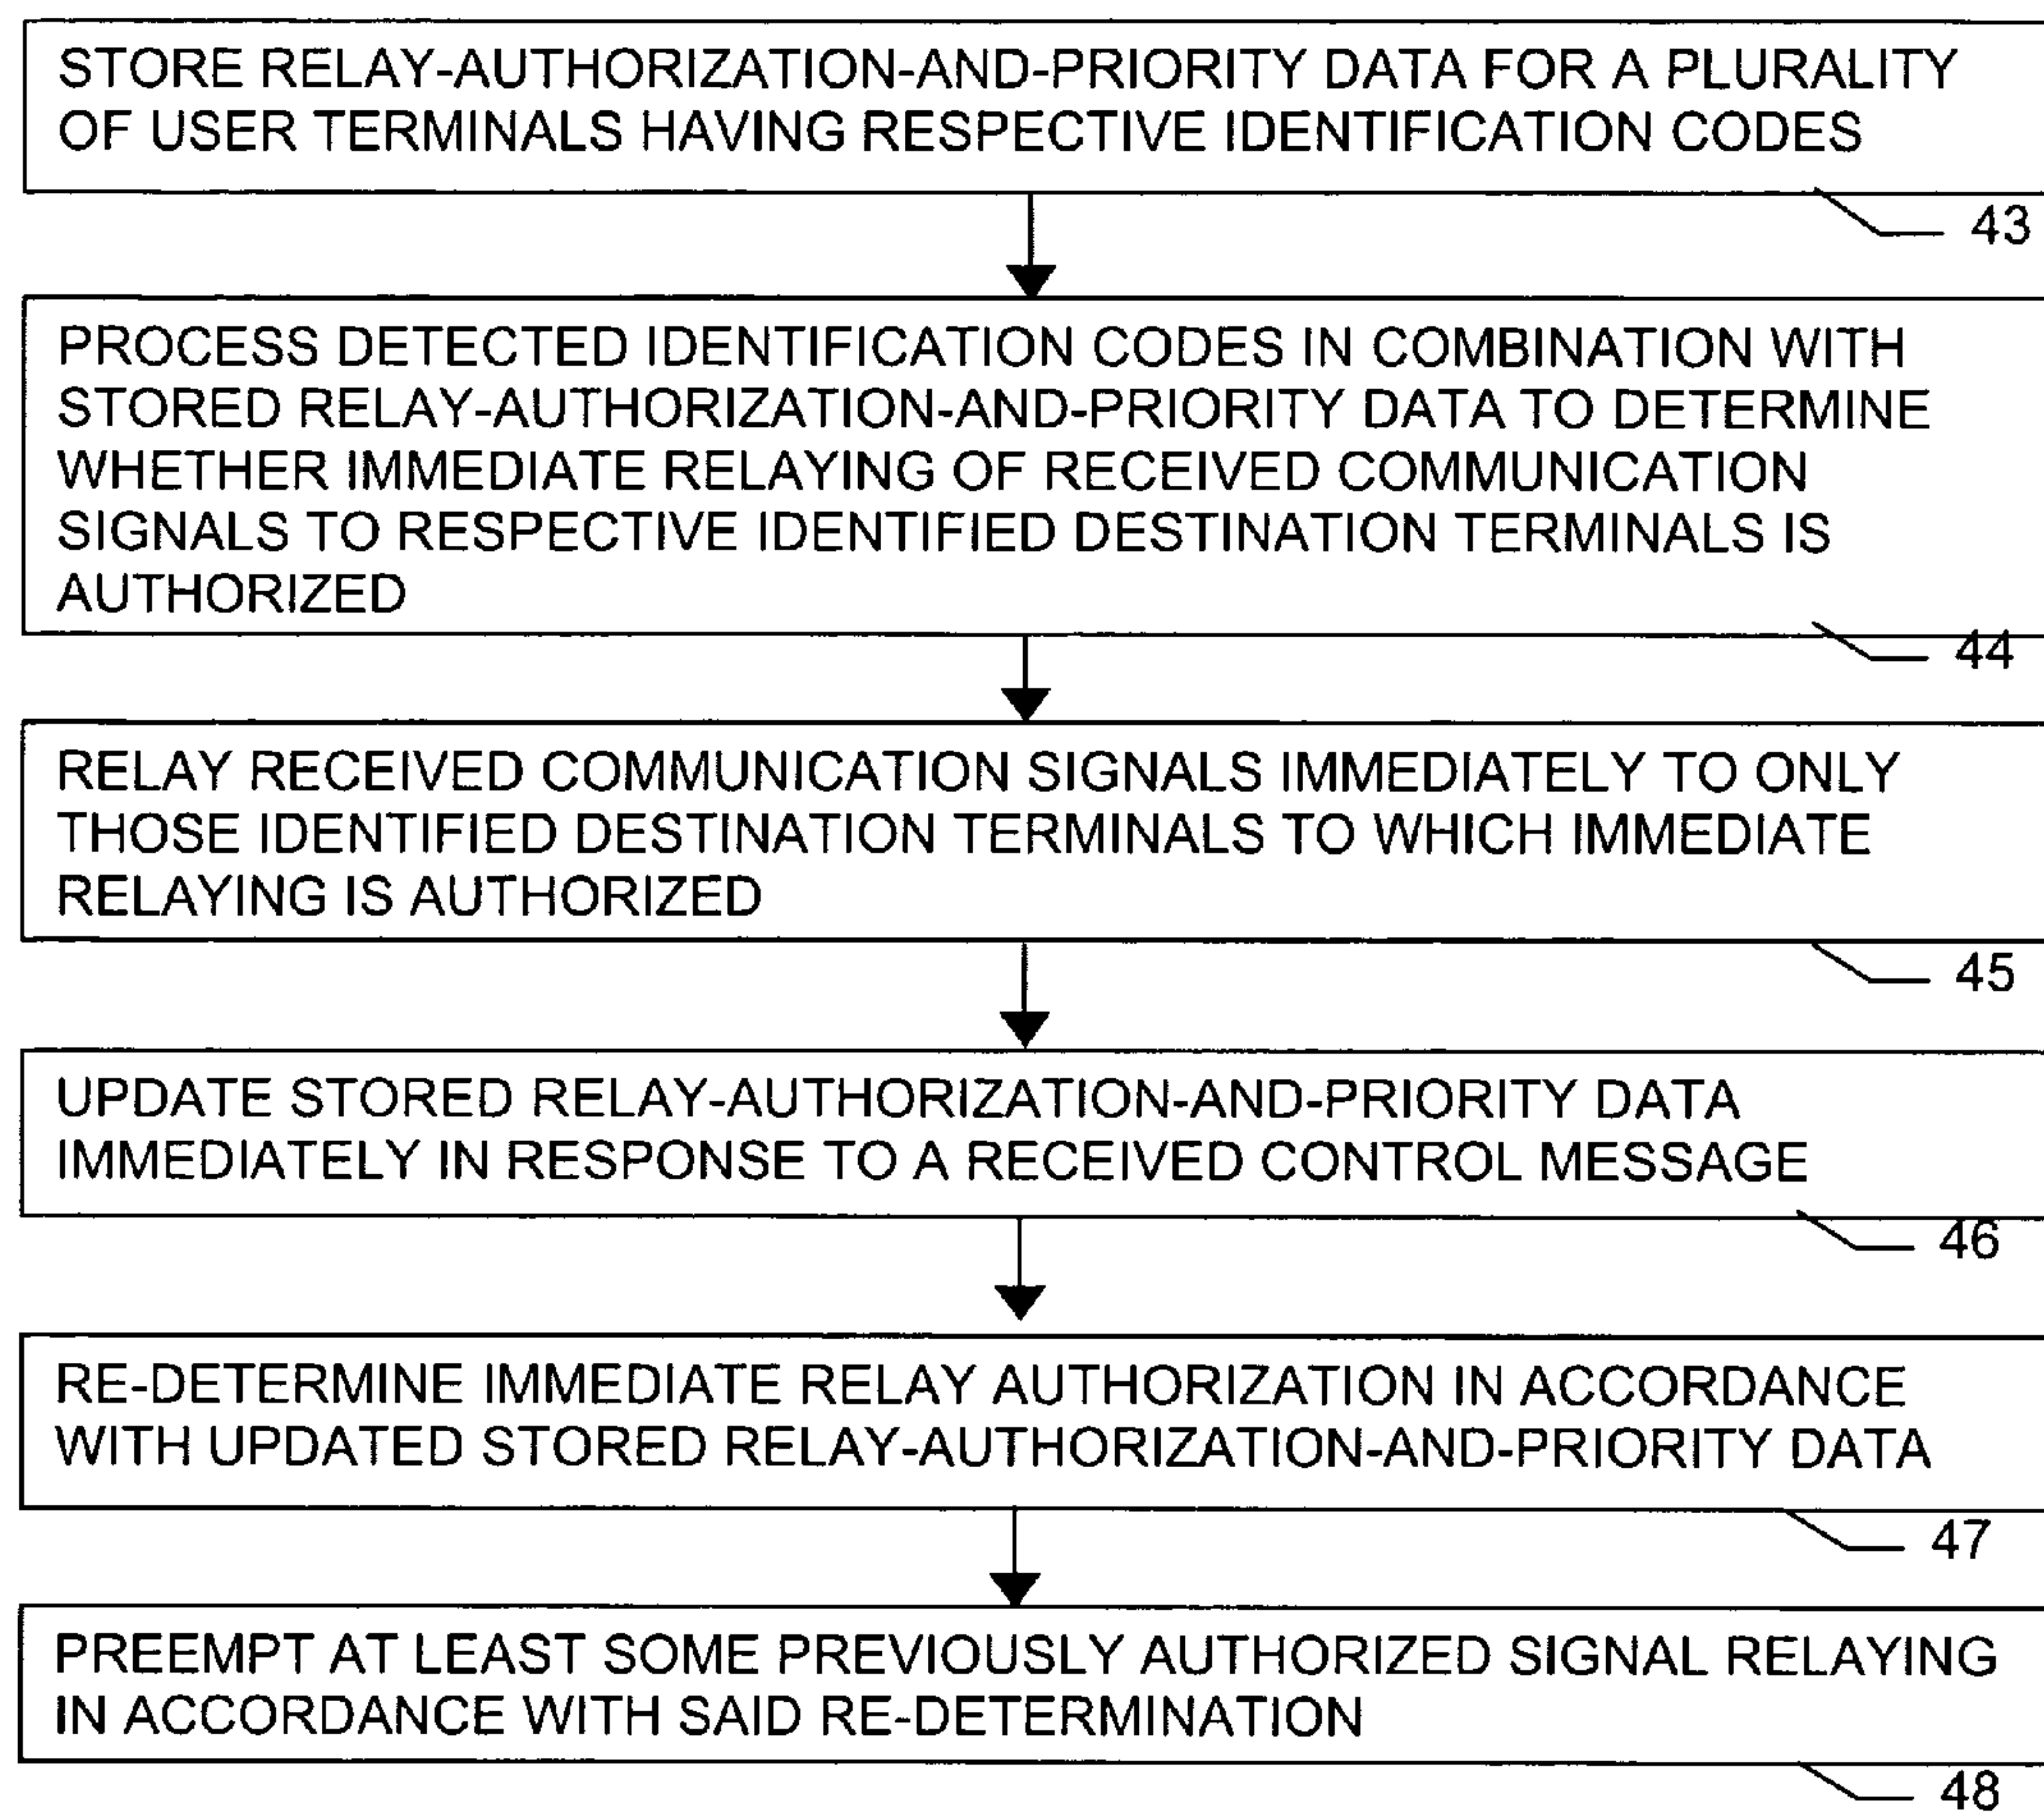 STORE RELAY-AUTHORIZATION-AND-PRIORITY DATA FOR A PLURALITY
OF USER TERMINALS HAVING RESPECTIVE IDENTIFICATION CODES
43
PROCESS DETECTED IDENTIFICATION CODES IN COMBINATION WITH
STORED RELAY-AUTHORIZATION-AND-PRIORITY DATA TO DETERMINE
WHETHER IMMEDIATE RELAYING OF RECEIVED COMMUNICATION
SIGNALS TO RESPECTIVE IDENTIFIED DESTINATION TERMINALS IS
AUTHORIZED
44
RELAY RECEIVED COMMUNICATION SIGNALS IMMEDIATELY TO ONLY
THOSE IDENTIFIED DESTINATION TERMINALS TO WHICH IMMEDIATE
RELAYING IS AUTHORIZED
45
UPDATE STORED RELAY-AUTHORIZATION-AND-PRIORITY DATA
IMMEDIATELY IN RESPONSE TO A RECEIVED CONTROL MESSAGE
46
RE-DETERMINE IMMEDIATE RELAY AUTHORIZATION IN ACCORDANCE
WITH UPDATED STORED RELAY-AUTHORIZATION-AND-PRIORITY DATA
47
PREEMPT AT LEAST SOME PREVIOUSLY AUTHORIZED SIGNAL RELAYING
IN ACCORDANCE WITH SAID RE-DETERMINATION
48